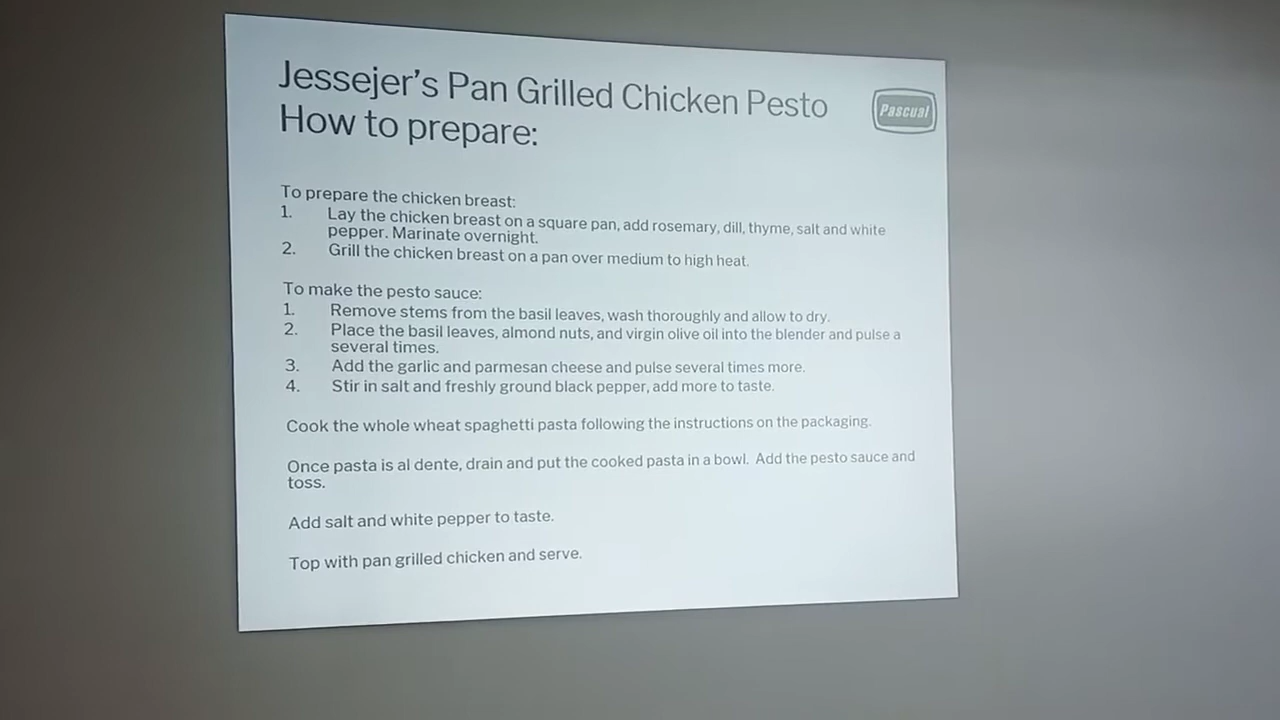 Jessejer's Pan Grilled Chicken Pesto
How to prepare:
Pascual
To prepare the chicken breast:
1. Lay the chicken breast on a square pan, add rosemary, dill, thyme, salt and white
pepper. Marinate overnight.
2. Grill the chicken breast on a pan over medium to high heat.
To make the pesto sauce:
1. Remove stems from the basil leaves, wash thoroughly and allow to dry.
2. Place the basil leaves, almond nuts, and virgin olive oil into the blender and pulse a
several times.
3. Add the garlic and parmesan cheese and pulse several times more.
4. Stir in salt and freshly ground black pepper, add more to taste.
Cook the whole wheat spaghetti pasta following the instructions on the packaging.
Once pasta is al dente, drain and put the cooked pasta in a bowl. Add the pesto sauce and
toss.
Add salt and white pepper to taste.
Top with pan grilled chicken and serve.